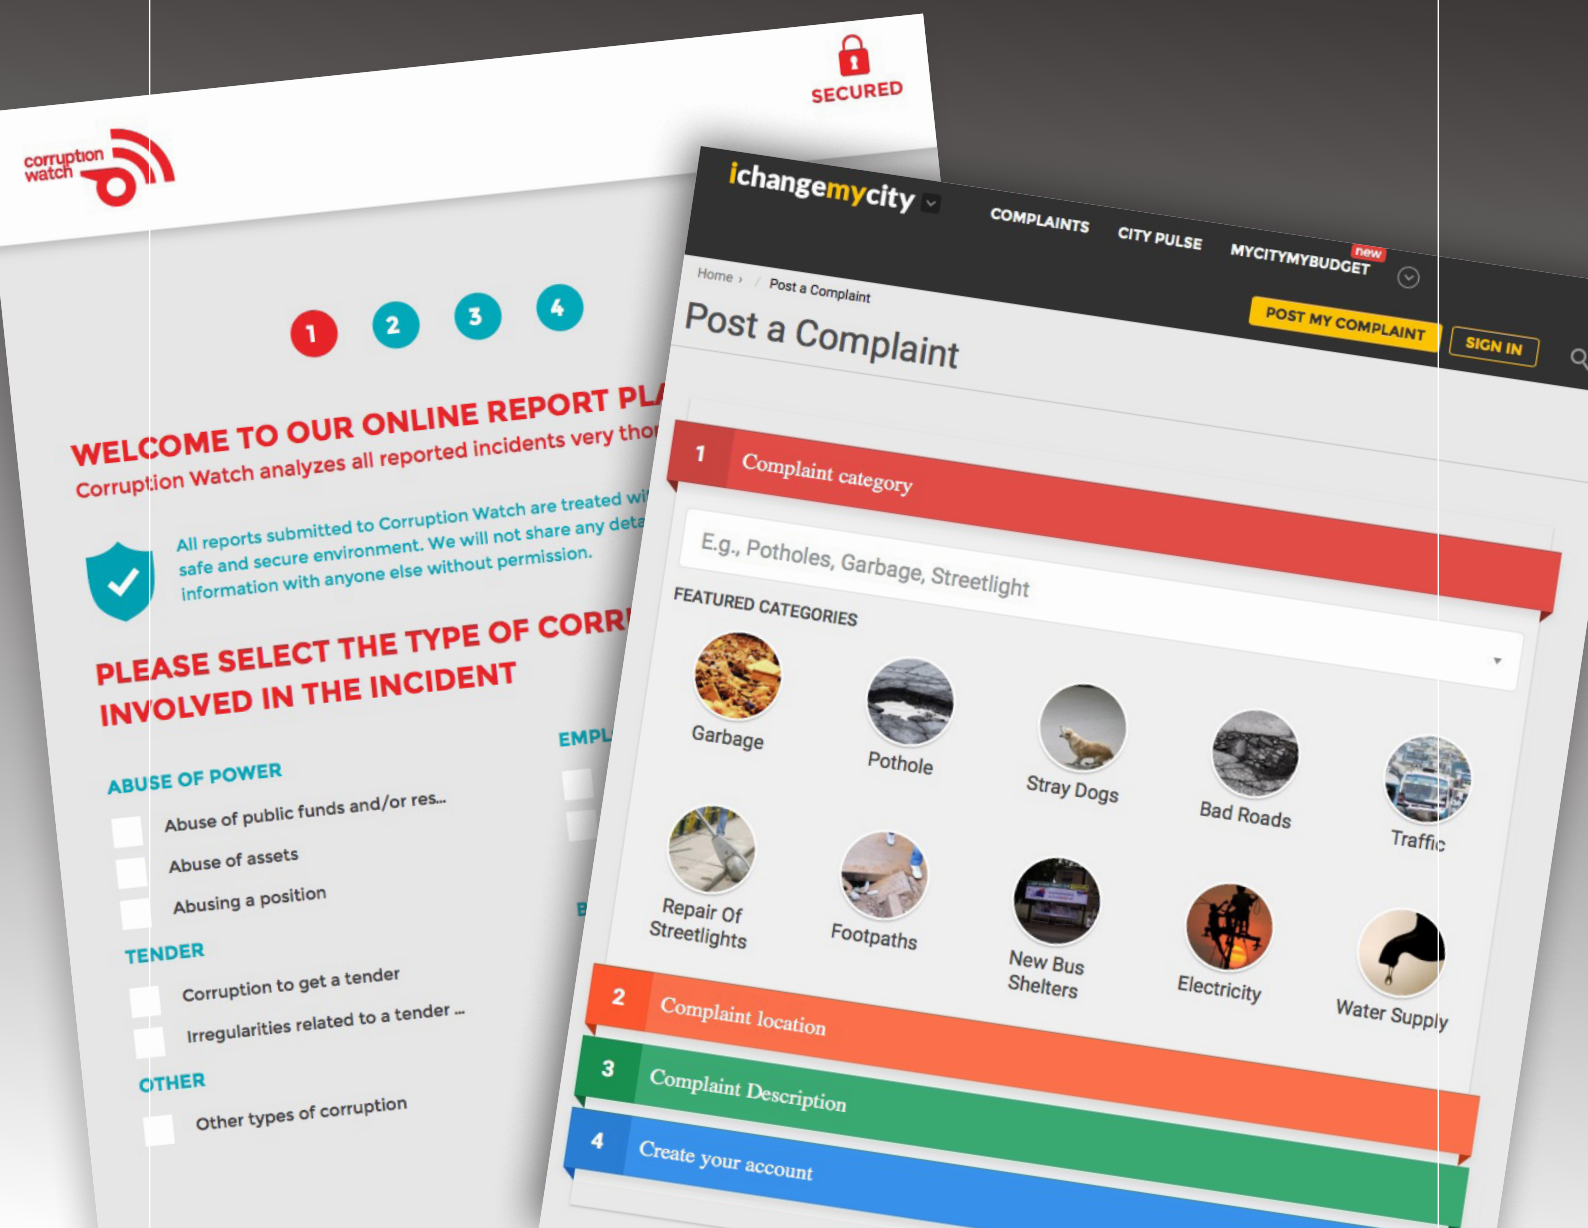 corruption
watch
SECURED
1
2
3
4
WELCOME TO OUR ONLINE REPORT
Corruption Watch analyzes all reported incidents very
All reports submitted to Corruption Watch are treated
safe and secure environment. We will not share any
information with anyone else without permission.
PLEASE SELECT THE TYPE OF
INVOLVED IN THE INCIDENT
ABUSE OF POWER
Abuse of public funds and/or res...
Abuse of assets
Abusing a position
TENDER
Corruption to get a tender
Irregularities related to a tender ...
OTHER
Other types of corruption
ichangemycity
COMPLAINTS
CITY PULSE
MYCITYMYBUDGET
new
POST MY COMPLAINT
SIGN IN
Home › / Post a Complaint
Post a Complaint
1 Complaint category
E.g., Potholes, Garbage, Streetlight
FEATURED CATEGORIES
Garbage
Pothole
Stray Dogs
Bad Roads
Traffic
Repair Of
Streetlights
Footpaths
New Bus
Shelters
Electricity
Water Supply
2 Complaint location
3 Complaint Description
4 Create your account